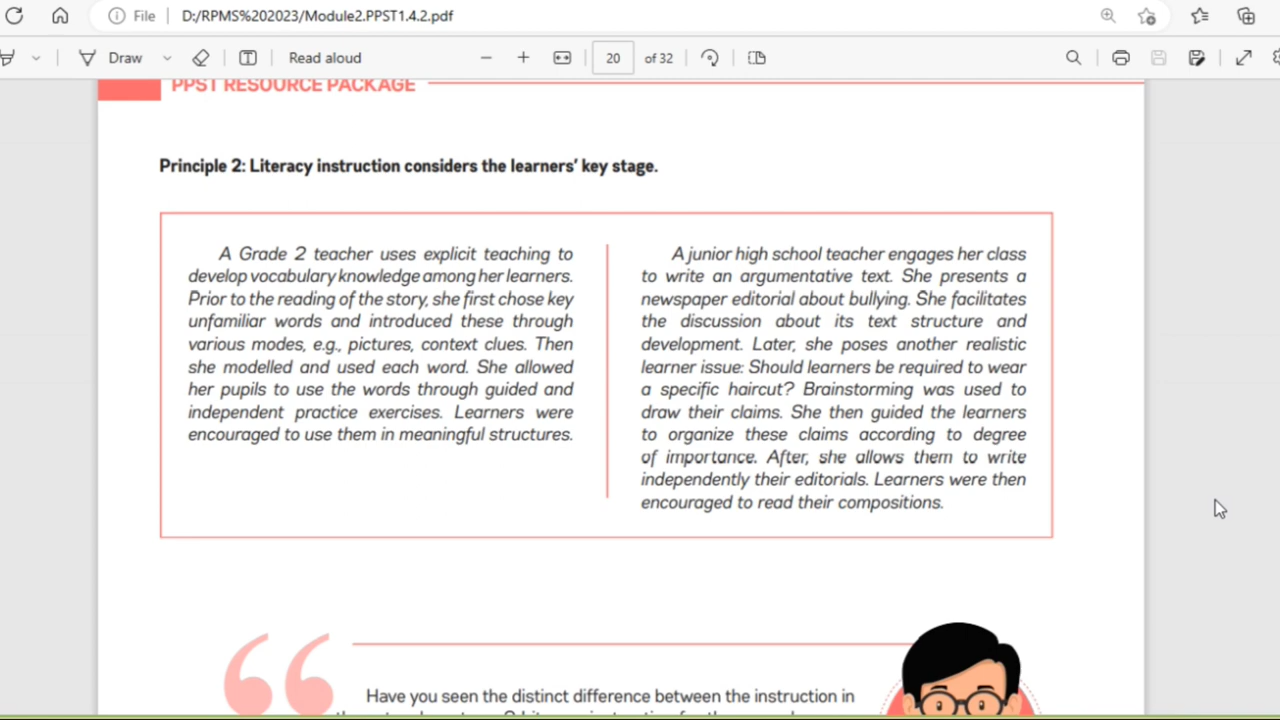 File
D:/RPMS%202023/Module2.PPST1.4.2.pdf
Draw
Read aloud
20
of 32
PPST RESOURCE PACKAGE
Principle 2: Literacy instruction considers the learners' key stage.
A Grade 2 teacher uses explicit teaching to
develop vocabulary knowledge among her learners.
Prior to the reading of the story, she first chose key
unfamiliar words and introduced these through
various modes, e.g., pictures, context clues. Then
she modelled and used each word. She allowed
her pupils to use the words through guided and
independent practice exercises. Learners were
encouraged to use them in meaningful structures.
A junior high school teacher engages her class
to write an argumentative text. She presents a
newspaper editorial about bullying. She facilitates
the discussion about its text structure and
development. Later, she poses another realistic
learner issue: Should learners be required to wear
a specific haircut? Brainstorming was used to
draw their claims. She then guided the learners
to organize these claims according to degree
of importance. After, she allows them to write
independently their editorials. Learners were then
encouraged to read their compositions.
Have you seen the distinct difference between the instruction in